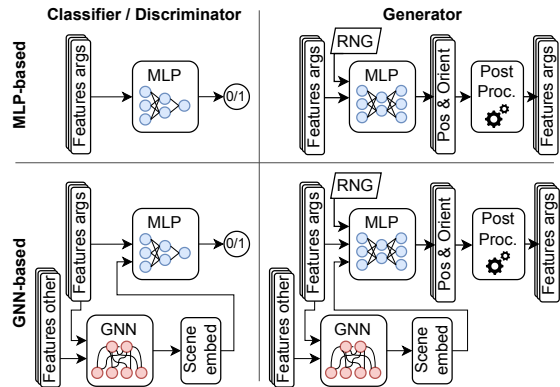 Classifier / Discriminator
Generator
MLP-based
Features args
MLP
0/1
Features args
RNG
MLP
Pos & Orient
Post
Proc.
Features args
GNN-based
Features args
Features other
MLP
0/1
GNN
Scene
embed
Features args
Features other
RNG
MLP
Pos & Orient
Post
Proc.
Features args
GNN
Scene
embed